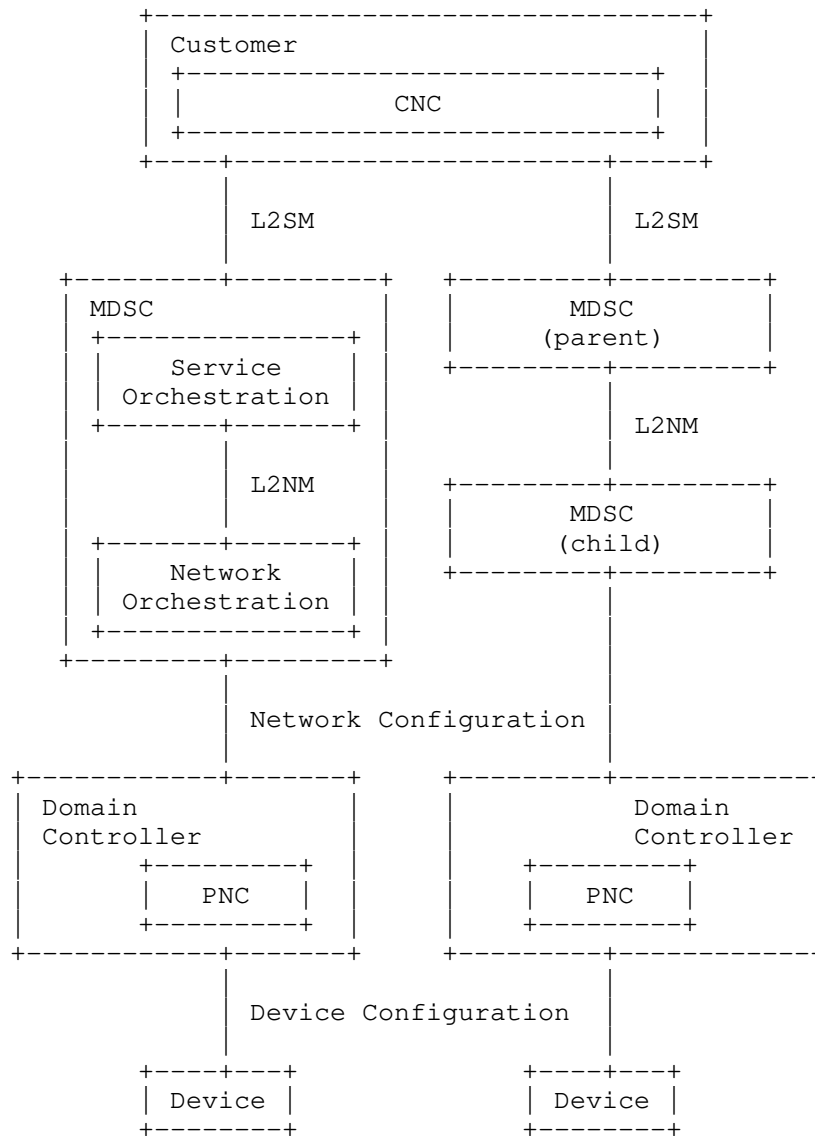 Customer
CNC
L2SM L2SM
MDSC MDSC
(parent)
Service
Orchestration
L2NM
L2NM
MDSC
(child)
Network
Orchestration
Network Configuration
Domain Domain
Controller Controller
PNC PNC
Device Configuration
Device Device